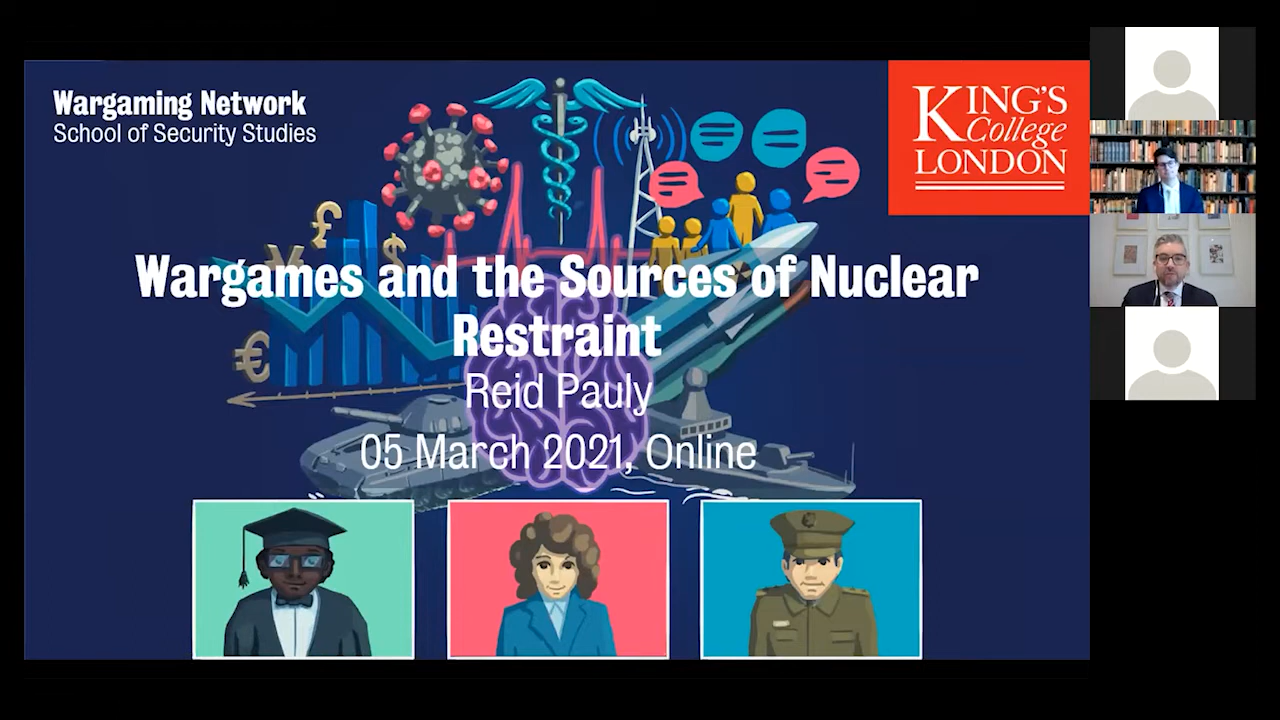 Wargaming Network
School of Security Studies
KING'S
College
LONDON
¥ £ $
€
Wargames and the Sources of Nuclear
Restraint
Reid Pauly
05 March 2021, Online